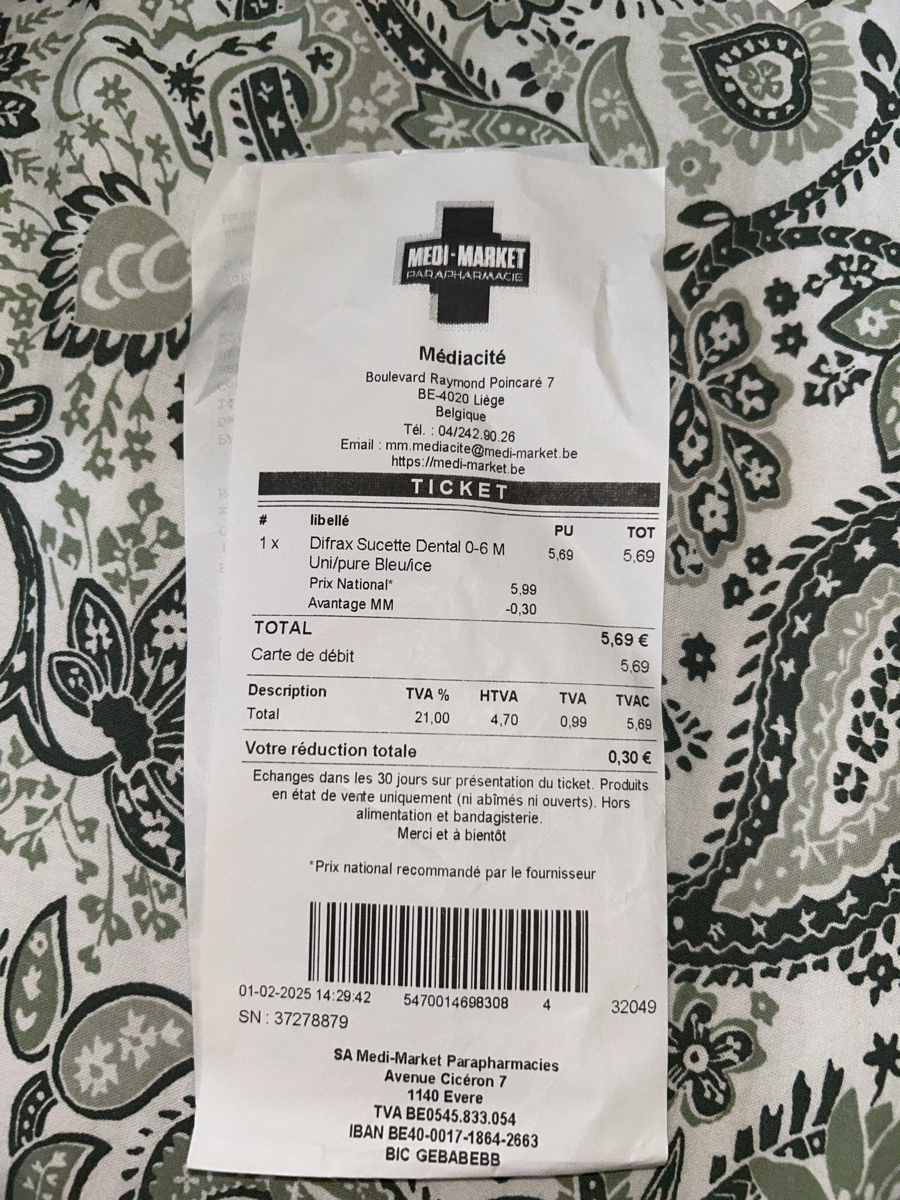 MEDI-MARKET
PARAPHARMACIE
Médiacité
Boulevard Raymond Poincaré 7
BE-4020 Liège
Belgique
Tél. : 04/242.90.26
Email : mm.mediacite@medi-market.be
https://medi-market.be
TICKET
# libellé PU TOT
1 x Difrax Sucette Dental 0-6 M 5,69 5,69
Uni/pure Bleu/ice
Prix National* 5,99
Avantage MM -0,30
TOTAL 5,69 €
Carte de débit 5,69
Description TVA % HTVA TVA TVAC
Total 21,00 4,70 0,99 5,69
Votre réduction totale 0,30 €
Echanges dans les 30 jours sur présentation du ticket. Produits
en état de vente uniquement (ni abîmés ni ouverts). Hors
alimentation et bandagisterie.
Merci et à bientôt
*Prix national recommandé par le fournisseur
01-02-2025 14:29:42 5470014698308 4 32049
SN : 37278879
SA Medi-Market Parapharmacies
Avenue Cicéron 7
1140 Evere
TVA BE0545.833.054
IBAN BE40-0017-1864-2663
BIC GEBABEBB